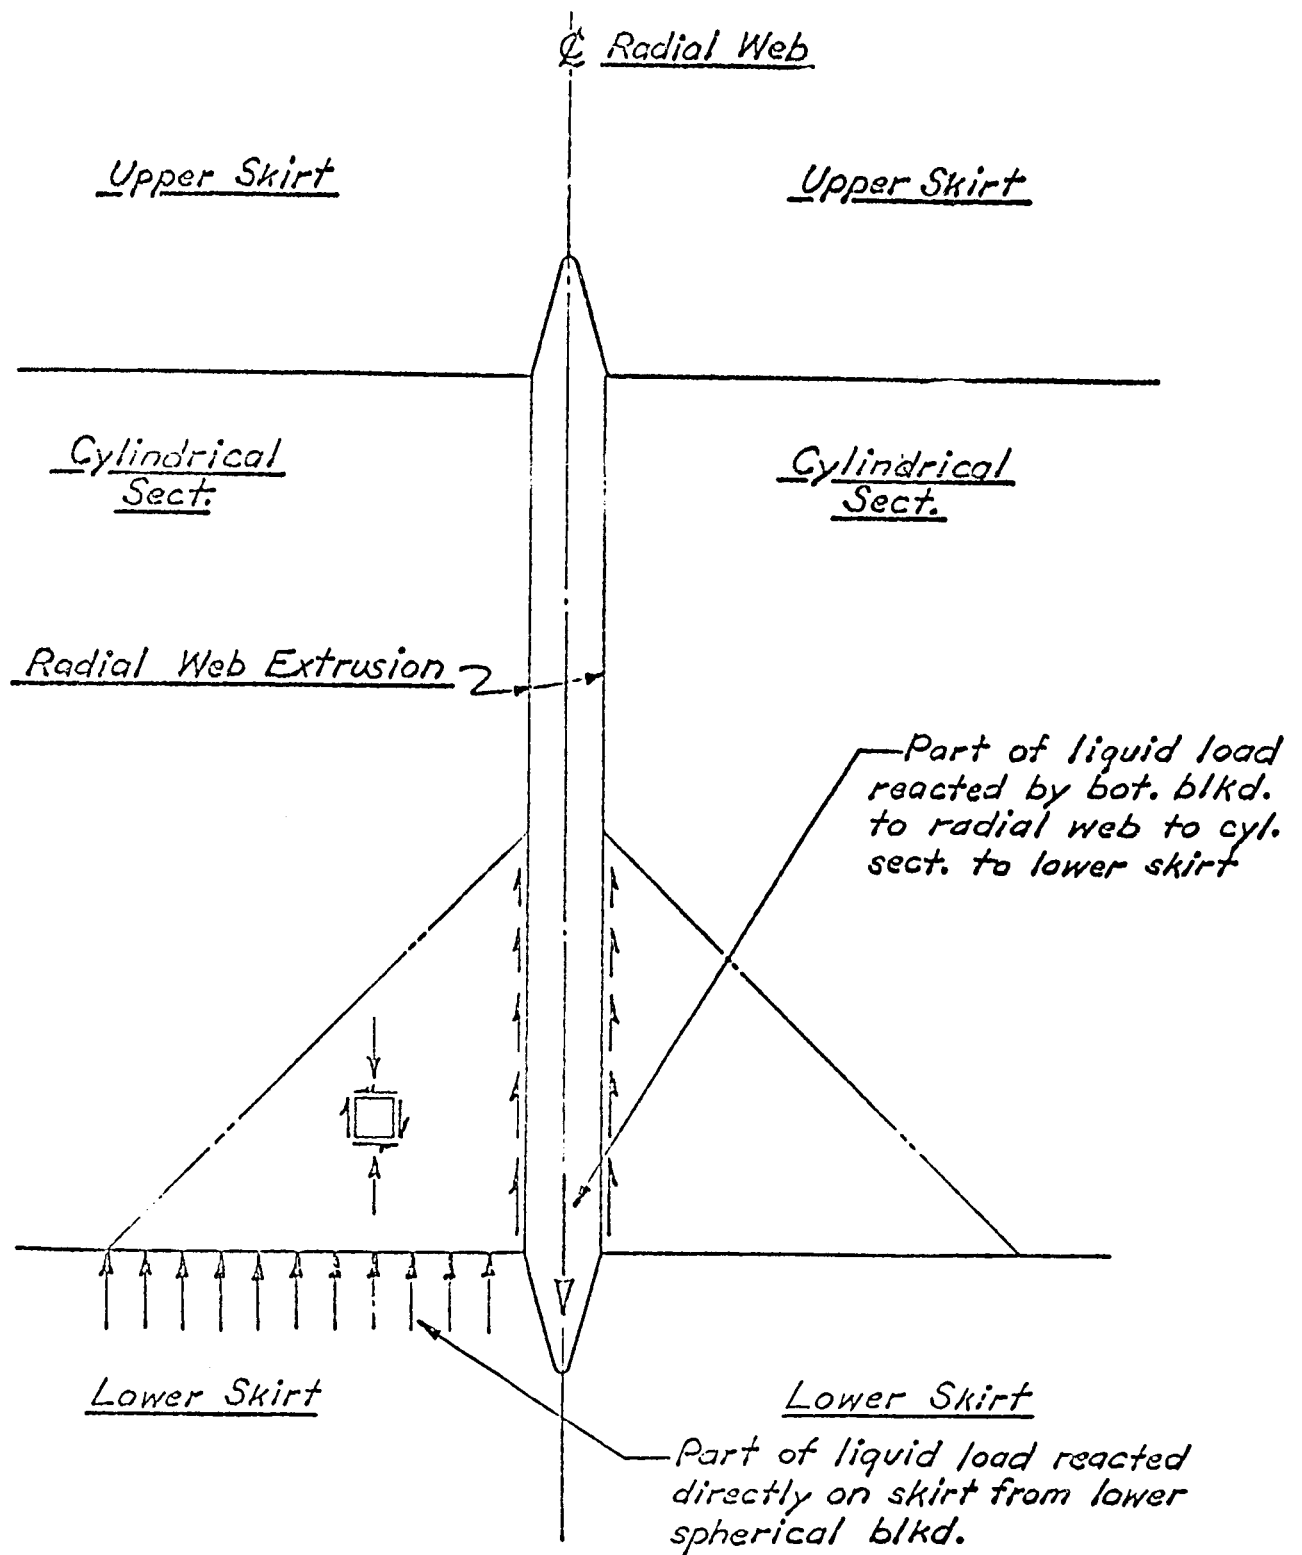 ℄ Radial Web
Upper Skirt
Upper Skirt
Cylindrical
Sect.
Cylindrical
Sect.
Radial Web Extrusion
Part of liquid load
reacted by bot. blkd.
to radial web to cyl.
sect. to lower skirt
Lower Skirt
Lower Skirt
Part of liquid load reacted
directly on skirt from lower
spherical blkd.